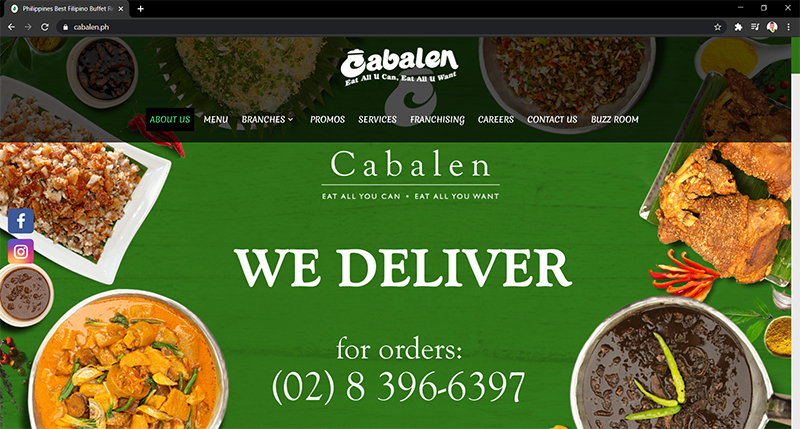 Philippines Best Filipino Buffet Re
cabalen.ph
Cabalen
Eat All U Can, Eat All U Want
ABOUT US MENU BRANCHES PROMOS SERVICES FRANCHISING CAREERS CONTACT US BUZZ ROOM
Cabalen
EAT ALL YOU CAN • EAT ALL YOU WANT
WE DELIVER
for orders:
(02) 8 396-6397